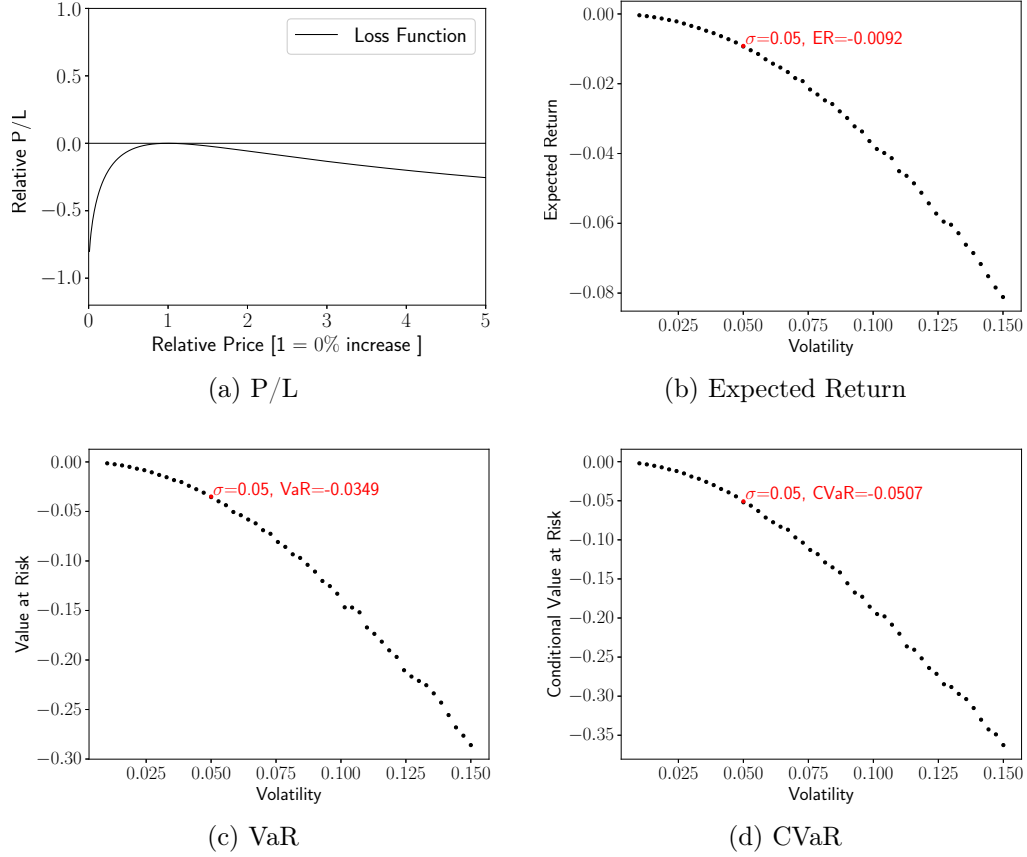 1.0
0.5
0.0
−0.5
−1.0
Relative P/L
Loss Function
0 1 2 3 4 5
Relative Price [1 = 0% increase ]
(a) P/L
0.00
−0.02
−0.04
−0.06
−0.08
Expected Return
σ=0.05, ER=-0.0092
0.025 0.050 0.075 0.100 0.125 0.150
Volatility
(b) Expected Return
0.00
−0.05
−0.10
−0.15
−0.20
−0.25
−0.30
Value at Risk
σ=0.05, VaR=-0.0349
0.025 0.050 0.075 0.100 0.125 0.150
Volatility
(c) VaR
0.00
−0.05
−0.10
−0.15
−0.20
−0.25
−0.30
−0.35
Conditional Value at Risk
σ=0.05, CVaR=-0.0507
0.025 0.050 0.075 0.100 0.125 0.150
Volatility
(d) CVaR